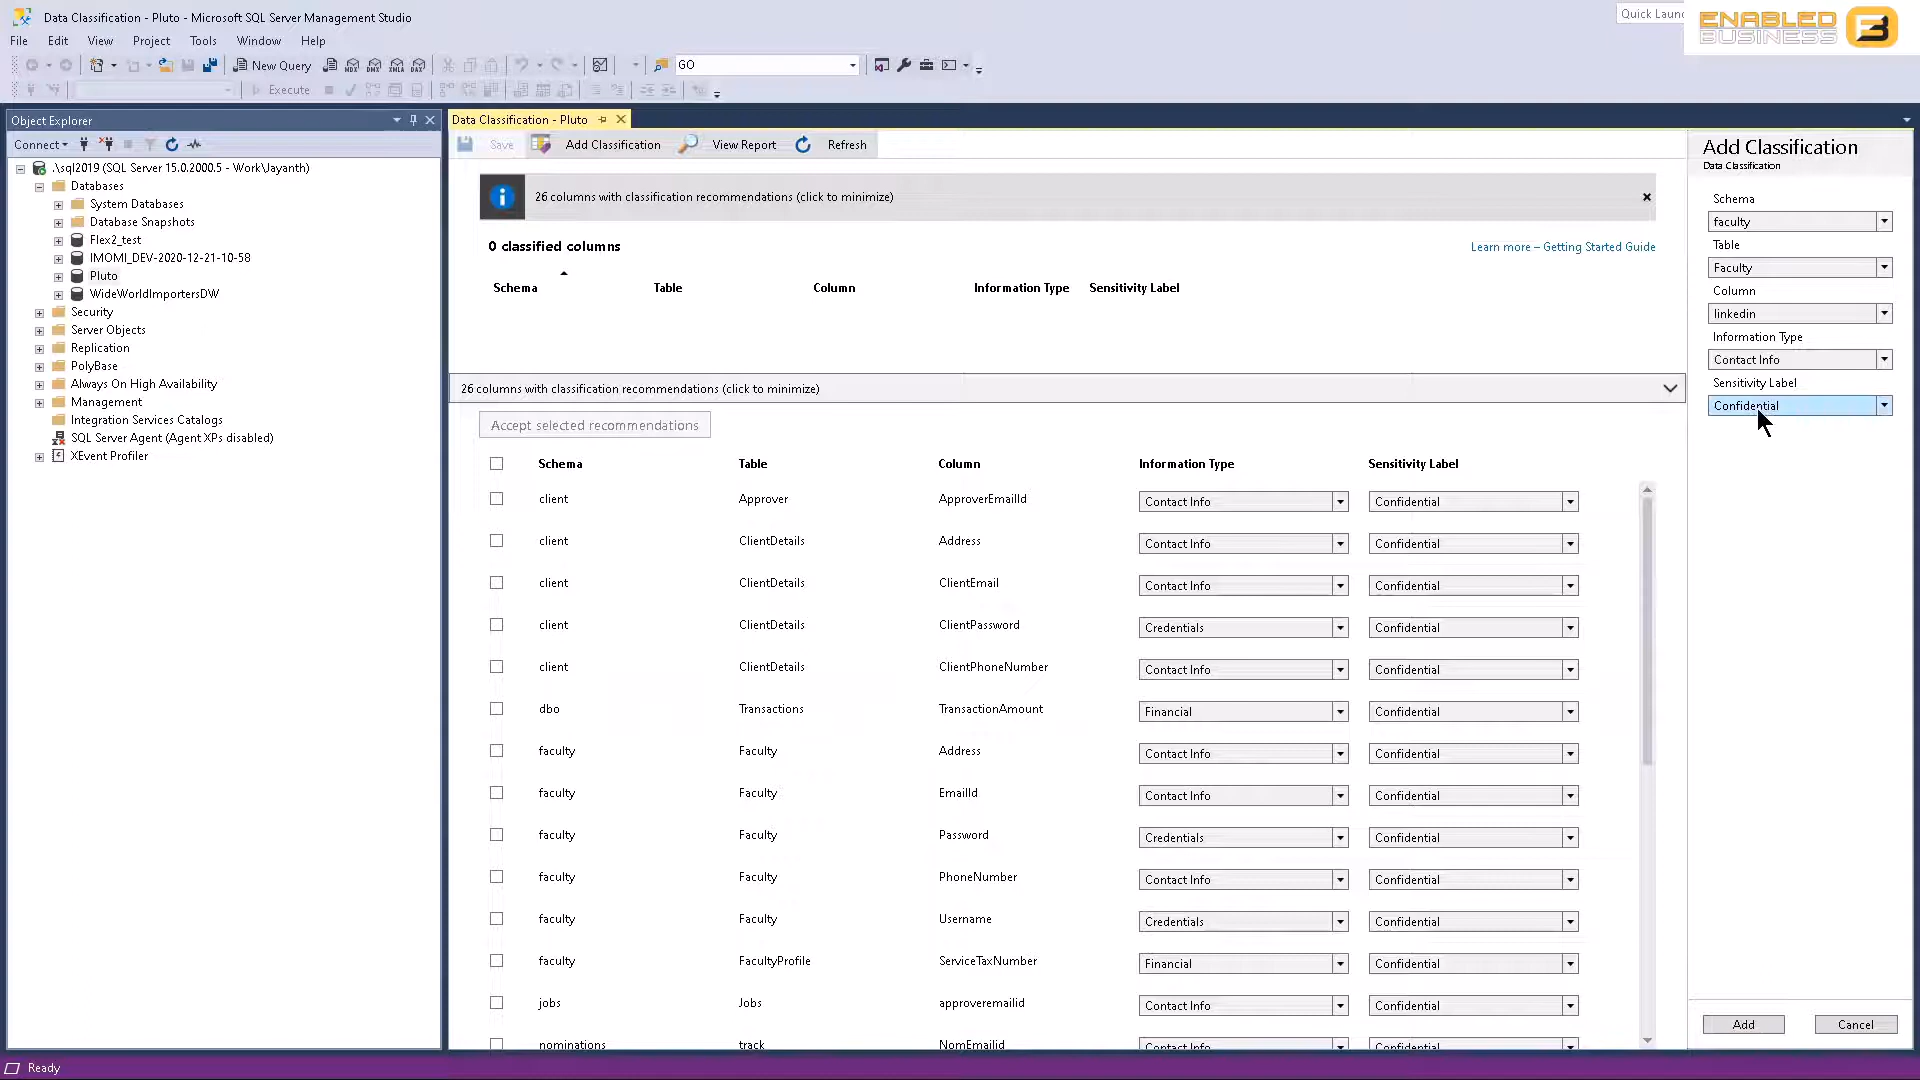 Data Classification - Pluto - Microsoft SQL Server Management Studio
Quick Launc
ENABLED
BUSINESS
File Edit View Project Tools Window Help
New Query GO
Execute
Object Explorer
Connect
.\sql2019 (SQL Server 15.0.2000.5 - Work\Jayanth)
Databases
System Databases
Database Snapshots
Flex2_test
IMOMI_DEV-2020-12-21-10-58
Pluto
WideWorldImportersDW
Security
Server Objects
Replication
PolyBase
Always On High Availability
Management
Integration Services Catalogs
SQL Server Agent (Agent XPs disabled)
XEvent Profiler
Data Classification - Pluto
Save Add Classification View Report Refresh
26 columns with classification recommendations (click to minimize)
0 classified columns Learn more – Getting Started Guide
Schema Table Column Information Type Sensitivity Label
26 columns with classification recommendations (click to minimize)
Accept selected recommendations
Schema Table Column Information Type Sensitivity Label
client Approver ApproverEmailId Contact Info Confidential
client ClientDetails Address Contact Info Confidential
client ClientDetails ClientEmail Contact Info Confidential
client ClientDetails ClientPassword Credentials Confidential
client ClientDetails ClientPhoneNumber Contact Info Confidential
dbo Transactions TransactionAmount Financial Confidential
faculty Faculty Address Contact Info Confidential
faculty Faculty EmailId Contact Info Confidential
faculty Faculty Password Credentials Confidential
faculty Faculty PhoneNumber Contact Info Confidential
faculty Faculty Username Credentials Confidential
faculty FacultyProfile ServiceTaxNumber Financial Confidential
jobs Jobs approveremailid Contact Info Confidential
nominations track NomEmailid Contact Info Confidential
Add Classification
Data Classification
Schema
faculty
Table
Faculty
Column
linkedin
Information Type
Contact Info
Sensitivity Label
Confidential
Add Cancel
Ready